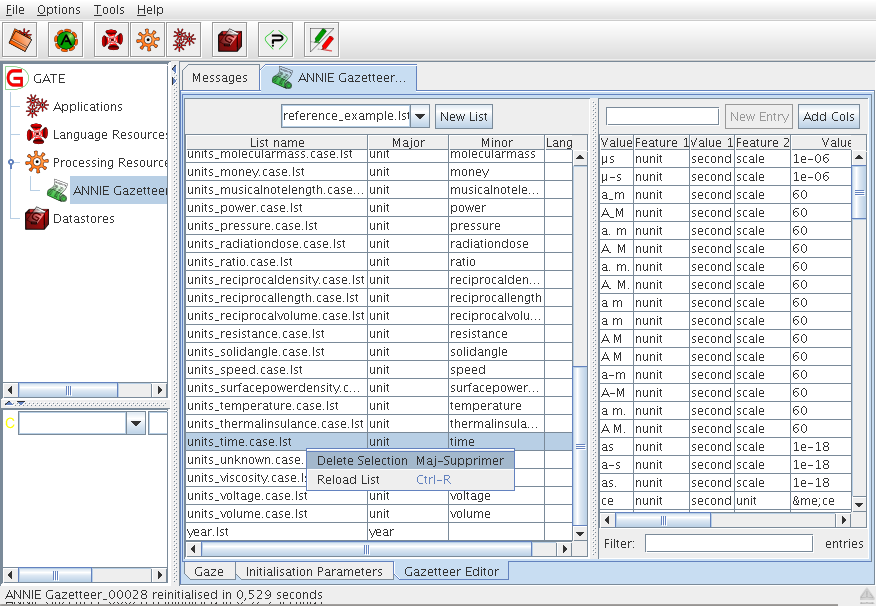 File Options Tools Help
GATE
Applications
Language Resource
Processing Resource
ANNIE Gazetteer
Datastores
Messages ANNIE Gazetteer...
reference_example.lst New List
New Entry Add Cols
List name Major Minor Lang
units_molecularmass.case.lst unit molecularmass
units_money.case.lst unit money
units_musicalnotelength.case... unit musicalnotele...
units_power.case.lst unit power
units_pressure.case.lst unit pressure
units_radiationdose.case.lst unit radiationdose
units_ratio.case.lst unit ratio
units_reciprocaldensity.case.lst unit reciprocalden...
units_reciprocallength.case.lst unit reciprocallength
units_reciprocalvolume.case.lst unit reciprocalvolu...
units_resistance.case.lst unit resistance
units_solidangle.case.lst unit solidangle
units_speed.case.lst unit speed
units_surfacepowerdensity.c... unit surfacepower...
units_temperature.case.lst unit temperature
units_thermalinsulance.case.lst unit thermalinsula...
units_time.case.lst unit time
units_unknown.case.
units_viscosity.case.l
units_voltage.case.lst unit voltage
units_volume.case.lst unit volume
year.lst year
Delete Selection Maj-Supprimer
Reload List Ctrl-R
Value Feature 1 Value 1 Feature 2 Value
µs nunit second scale 1e-06
µ-s nunit second scale 1e-06
a_m nunit second scale 60
A_M nunit second scale 60
a. m nunit second scale 60
A. M nunit second scale 60
a. m. nunit second scale 60
A. M. nunit second scale 60
a m nunit second scale 60
a m nunit second scale 60
A M nunit second scale 60
A M nunit second scale 60
a-m nunit second scale 60
A-M nunit second scale 60
a m. nunit second scale 60
A M. nunit second scale 60
as nunit second scale 1e-18
a-s nunit second scale 1e-18
as. nunit second scale 1e-18
ce nunit second unit &me;ce
Filter: entries
C
Gaze Initialisation Parameters Gazetteer Editor
ANNIE Gazetteer_00028 reinitialised in 0,529 seconds